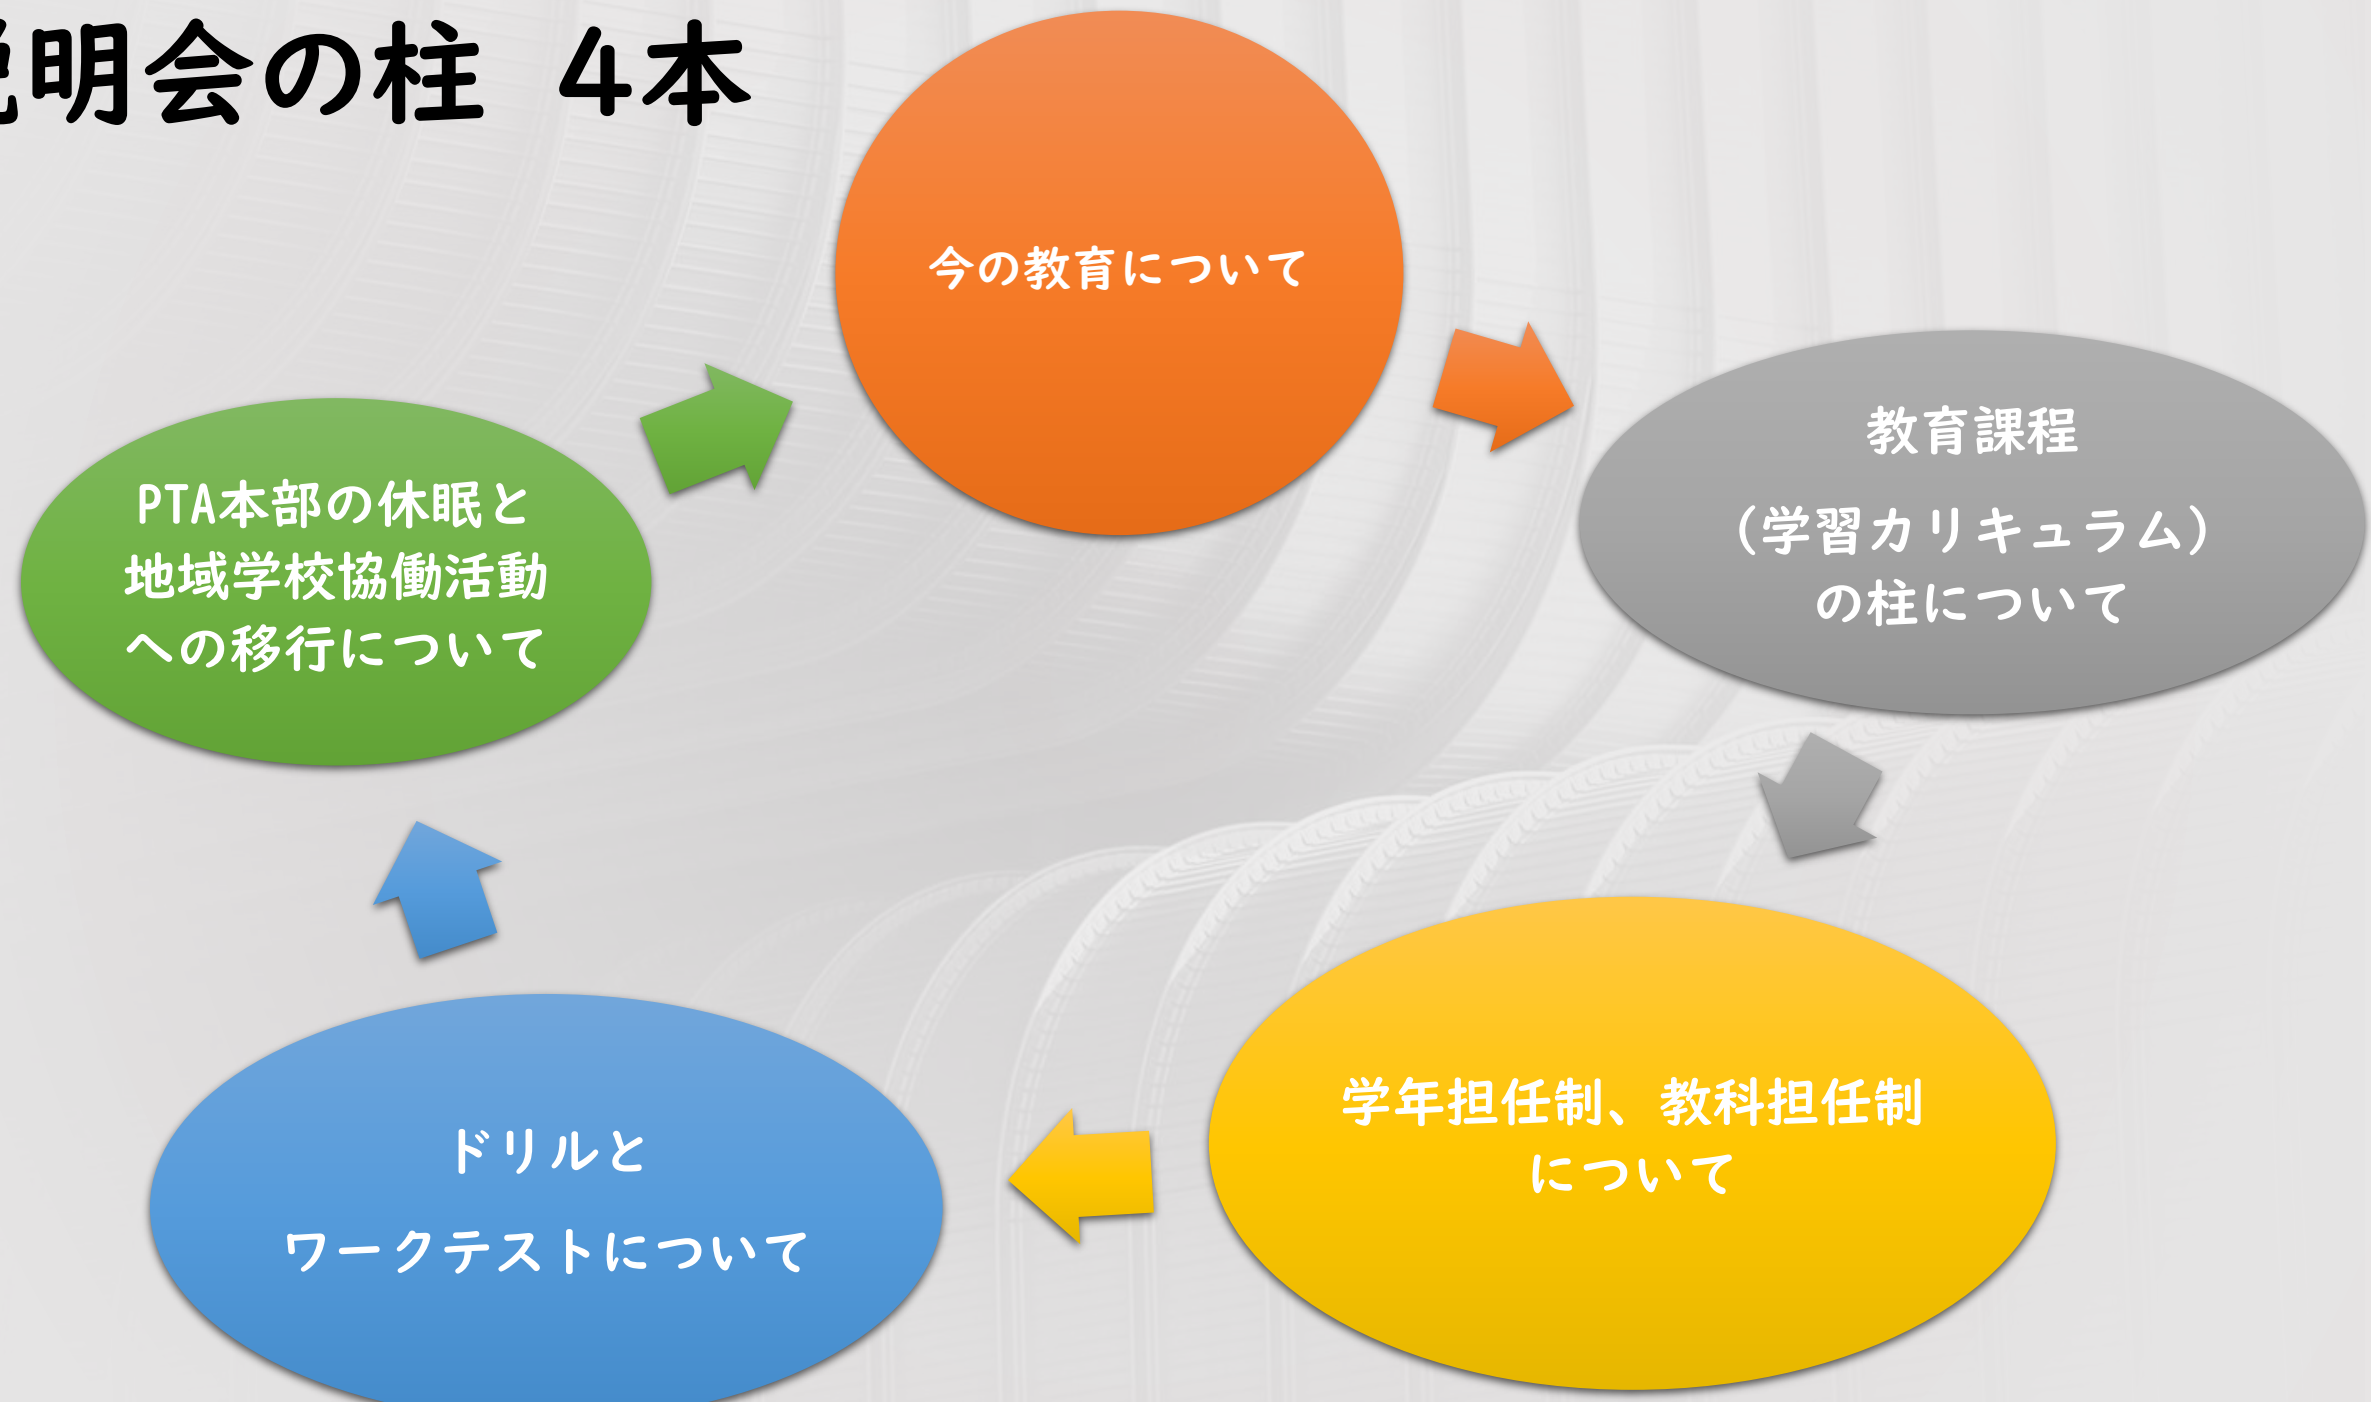 明会の柱 4本
今の教育について
教育課程
(学習カリキュラム)
の柱について
学年担任制、教科担任制
について
ドリルと
ワークテストについて
PTA本部の休眠と
地域学校協働活動
への移行について